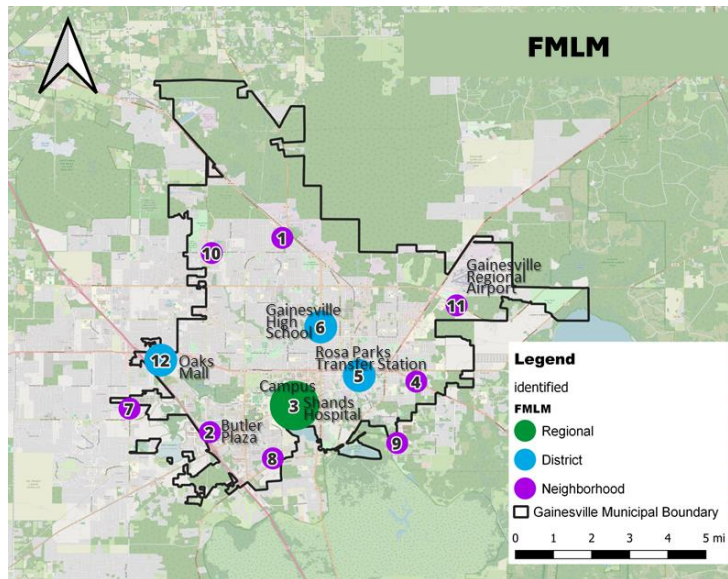 FMLM
1
10
Gainesville
Regional
Airport
11
Gainesville
High
School
6
Rosa Parks
Transfer Station
12
Oaks
Mall
5
4
Campus
3
Shands
Hospital
7
2
Butler
Plaza
9
8
Legend
identified
FMLM
Regional
District
Neighborhood
Gainesville Municipal Boundary
0 1 2 3 4 5 mi